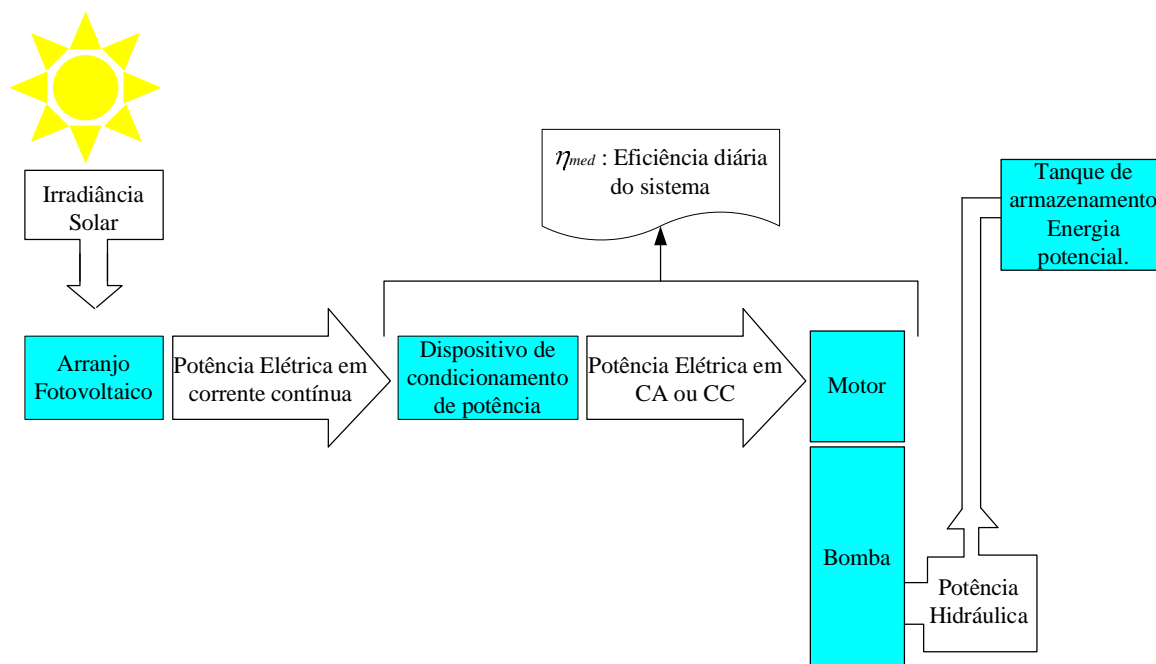 Irradiância
Solar
Arranjo
Fotovoltaico
Potência Elétrica em
corrente contínua
ηmed : Eficiência diária
do sistema
Dispositivo de
condicionamento
de potência
Potência Elétrica em
CA ou CC
Motor
Bomba
Potência
Hidráulica
Tanque de
armazenamento
Energia
potencial.